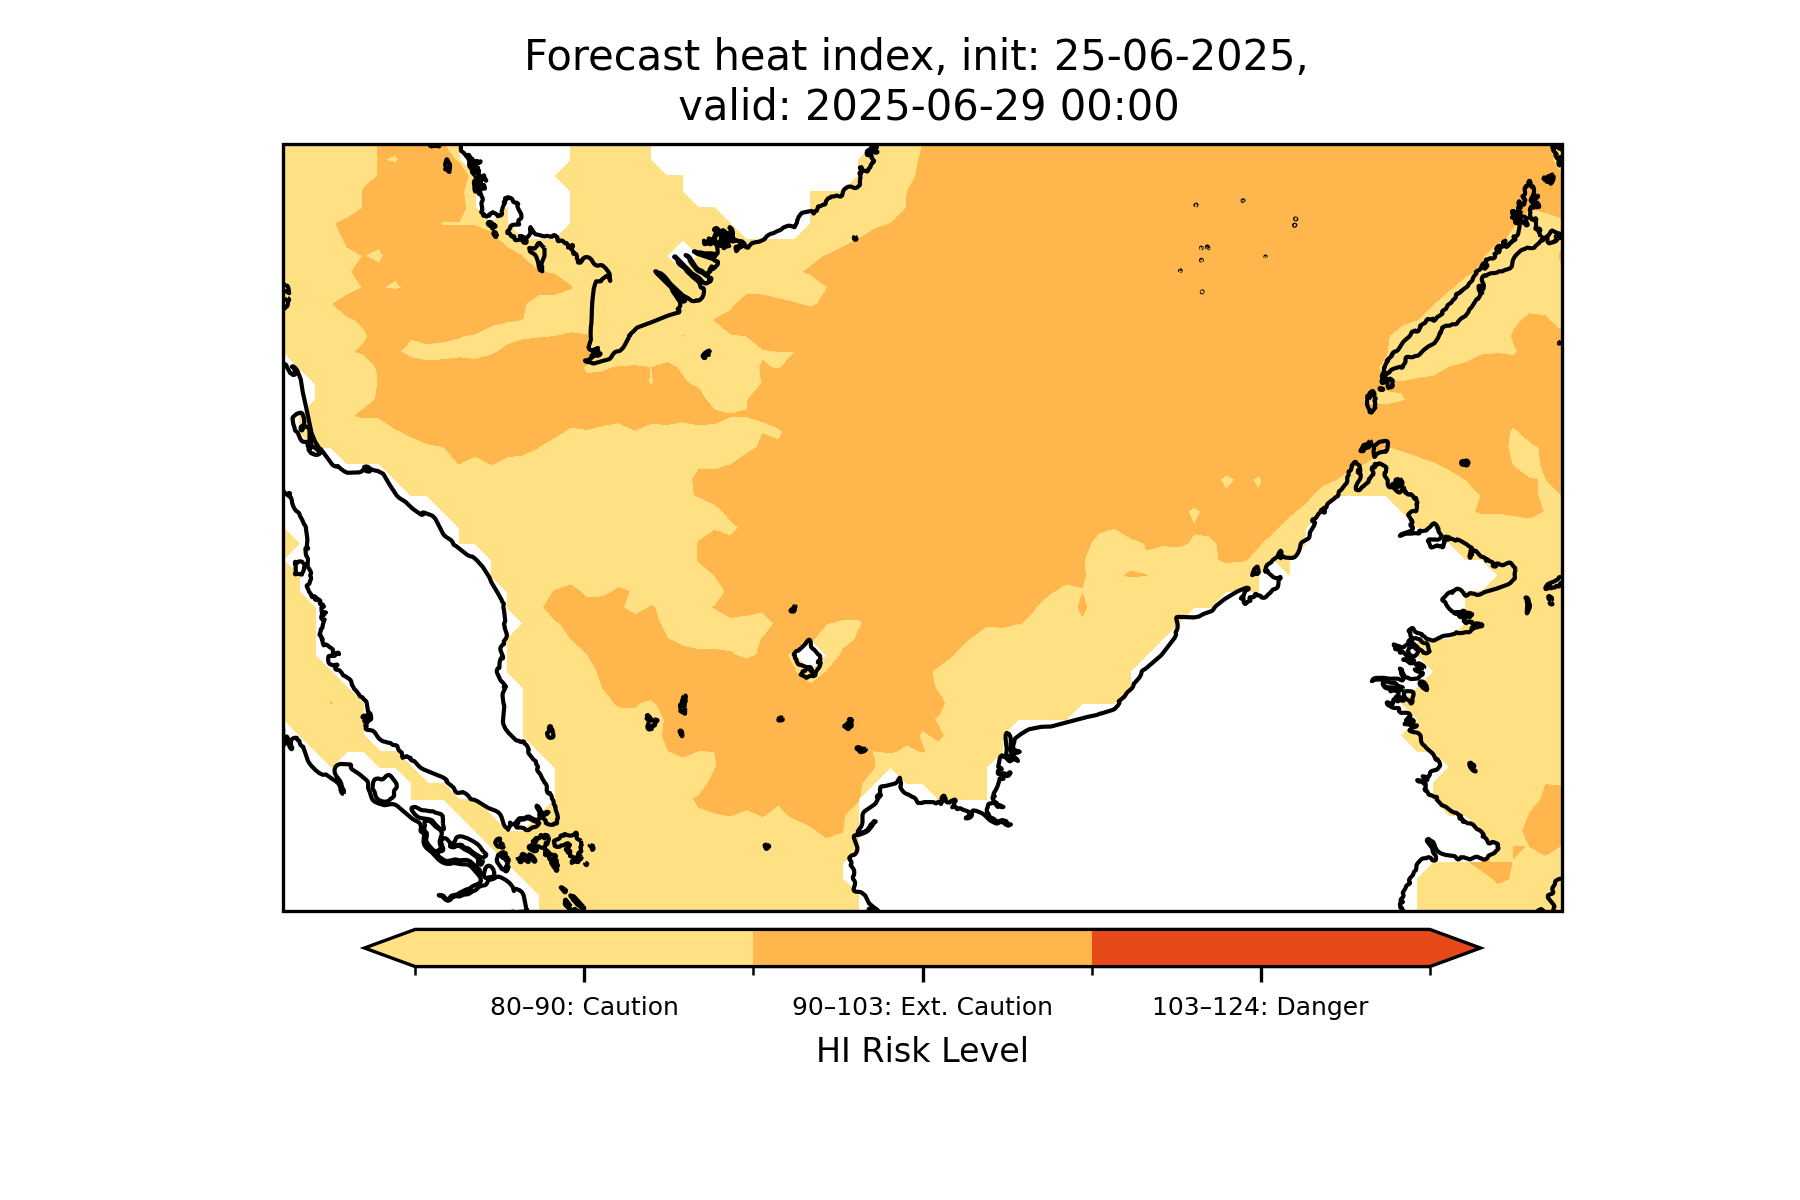 Forecast heat index, init: 25-06-2025,
valid: 2025-06-29 00:00
80–90: Caution
90–103: Ext. Caution
103–124: Danger
HI Risk Level